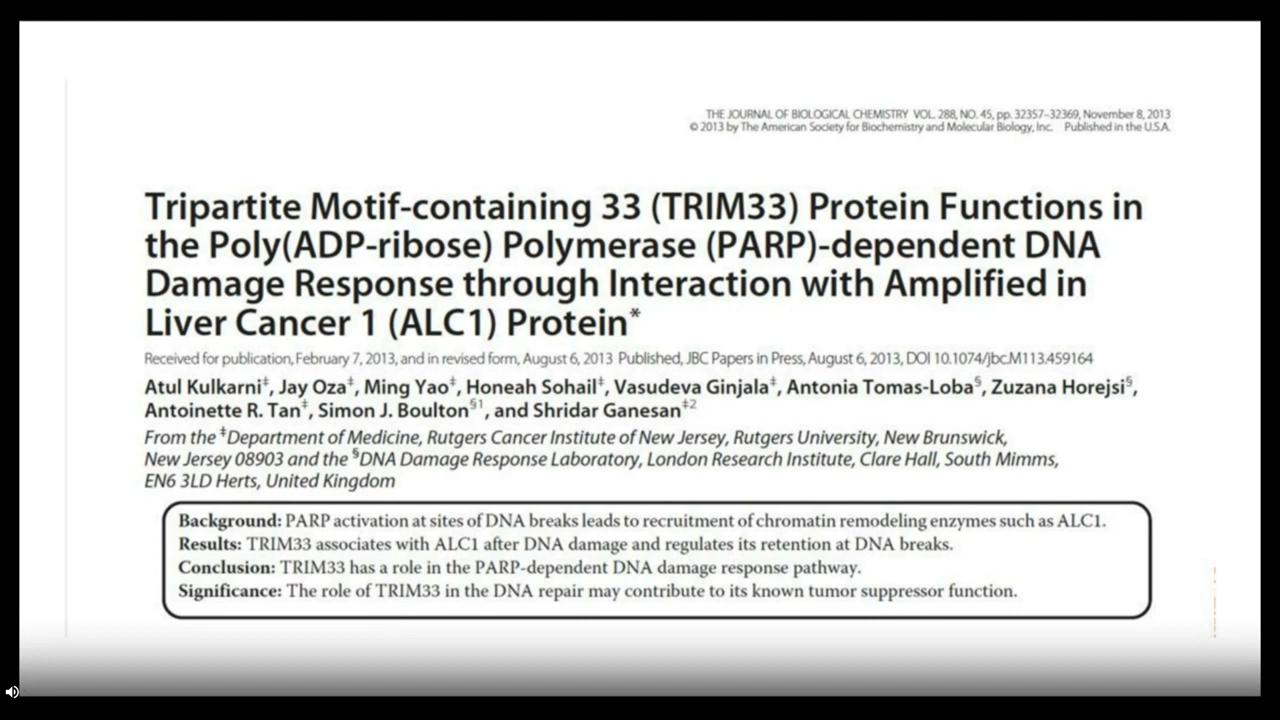 THE JOURNAL OF BIOLOGICAL CHEMISTRY VOL. 288, NO. 45, pp. 32357–32369, November 8, 2013
© 2013 by The American Society for Biochemistry and Molecular Biology, Inc. Published in the U.S.A.
Tripartite Motif-containing 33 (TRIM33) Protein Functions in
the Poly(ADP-ribose) Polymerase (PARP)-dependent DNA
Damage Response through Interaction with Amplified in
Liver Cancer 1 (ALC1) Protein*
Received for publication, February 7, 2013, and in revised form, August 6, 2013 Published, JBC Papers in Press, August 6, 2013, DOI 10.1074/jbc.M113.459164
Atul Kulkarni‡, Jay Oza‡, Ming Yao‡, Honeah Sohail‡, Vasudeva Ginjala‡, Antonia Tomas-Loba§, Zuzana Horejsi§,
Antoinette R. Tan‡, Simon J. Boulton§1, and Shridar Ganesan‡2
From the ‡Department of Medicine, Rutgers Cancer Institute of New Jersey, Rutgers University, New Brunswick,
New Jersey 08903 and the §DNA Damage Response Laboratory, London Research Institute, Clare Hall, South Mimms,
EN6 3LD Herts, United Kingdom
Background: PARP activation at sites of DNA breaks leads to recruitment of chromatin remodeling enzymes such as ALC1.
Results: TRIM33 associates with ALC1 after DNA damage and regulates its retention at DNA breaks.
Conclusion: TRIM33 has a role in the PARP-dependent DNA damage response pathway.
Significance: The role of TRIM33 in the DNA repair may contribute to its known tumor suppressor function.